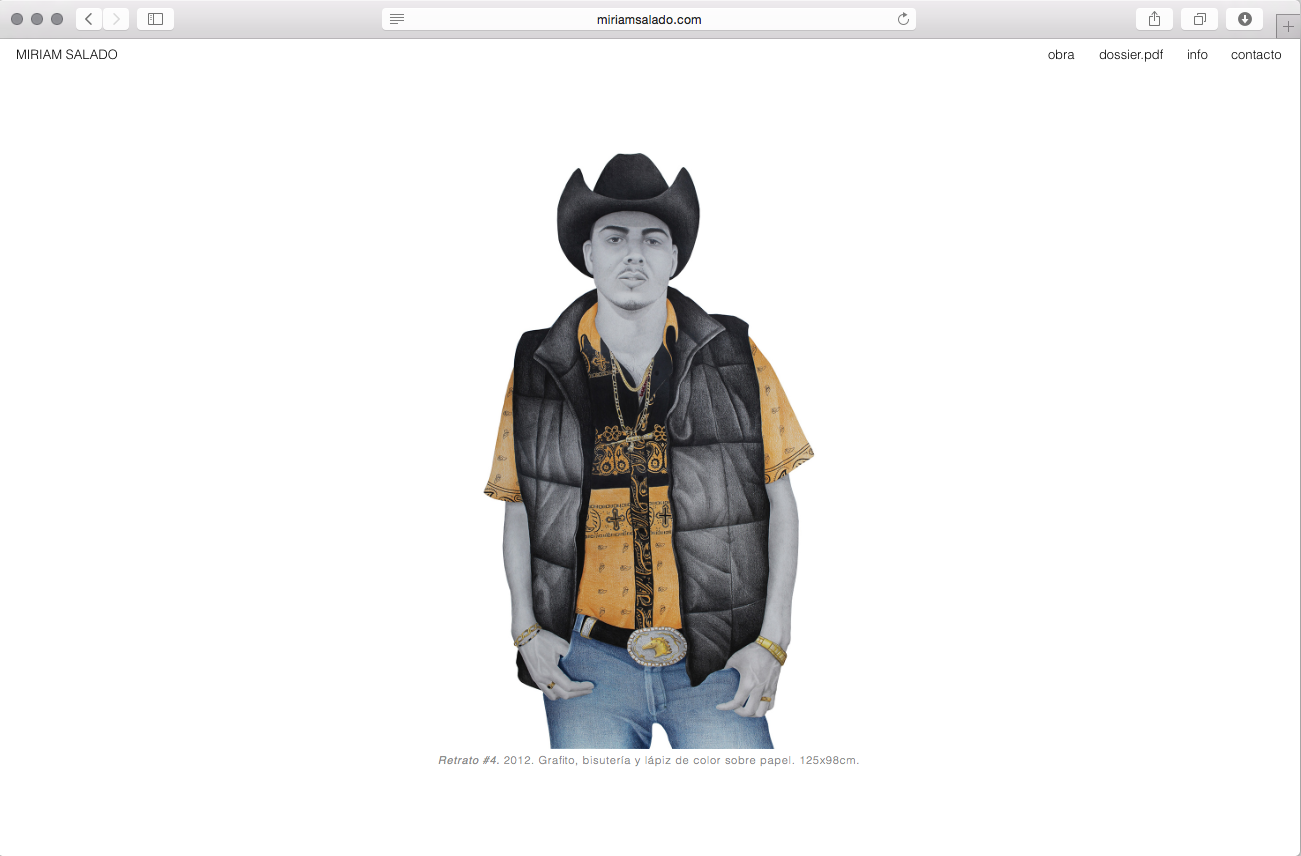 miriamsalado.com
MIRIAM SALADO
obra
dossier.pdf
info
contacto
Retrato #4. 2012. Grafito, bisutería y lápiz de color sobre papel. 125x98cm.